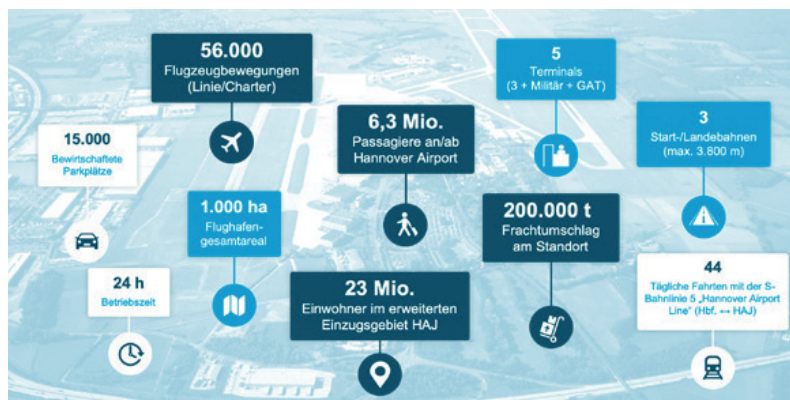 56.000
Flugzeugbewegungen
(Linie/Charter)
5
Terminals
(3 + Militär + GAT)
6,3 Mio.
Passagiere an/ab
Hannover Airport
3
Start-/Landebahnen
(max. 3.800 m)
15.000
Bewirtschaftete
Parkplätze
1.000 ha
Flughafen-
gesamtareal
200.000 t
Frachtumschlag
am Standort
24 h
Betriebszeit
23 Mio.
Einwohner im erweiterten
Einzugsgebiet HAJ
44
Tägliche Fahrten mit der S-
Bahnlinie 5 „Hannover Airport
Line“ (Hbf. ↔ HAJ)